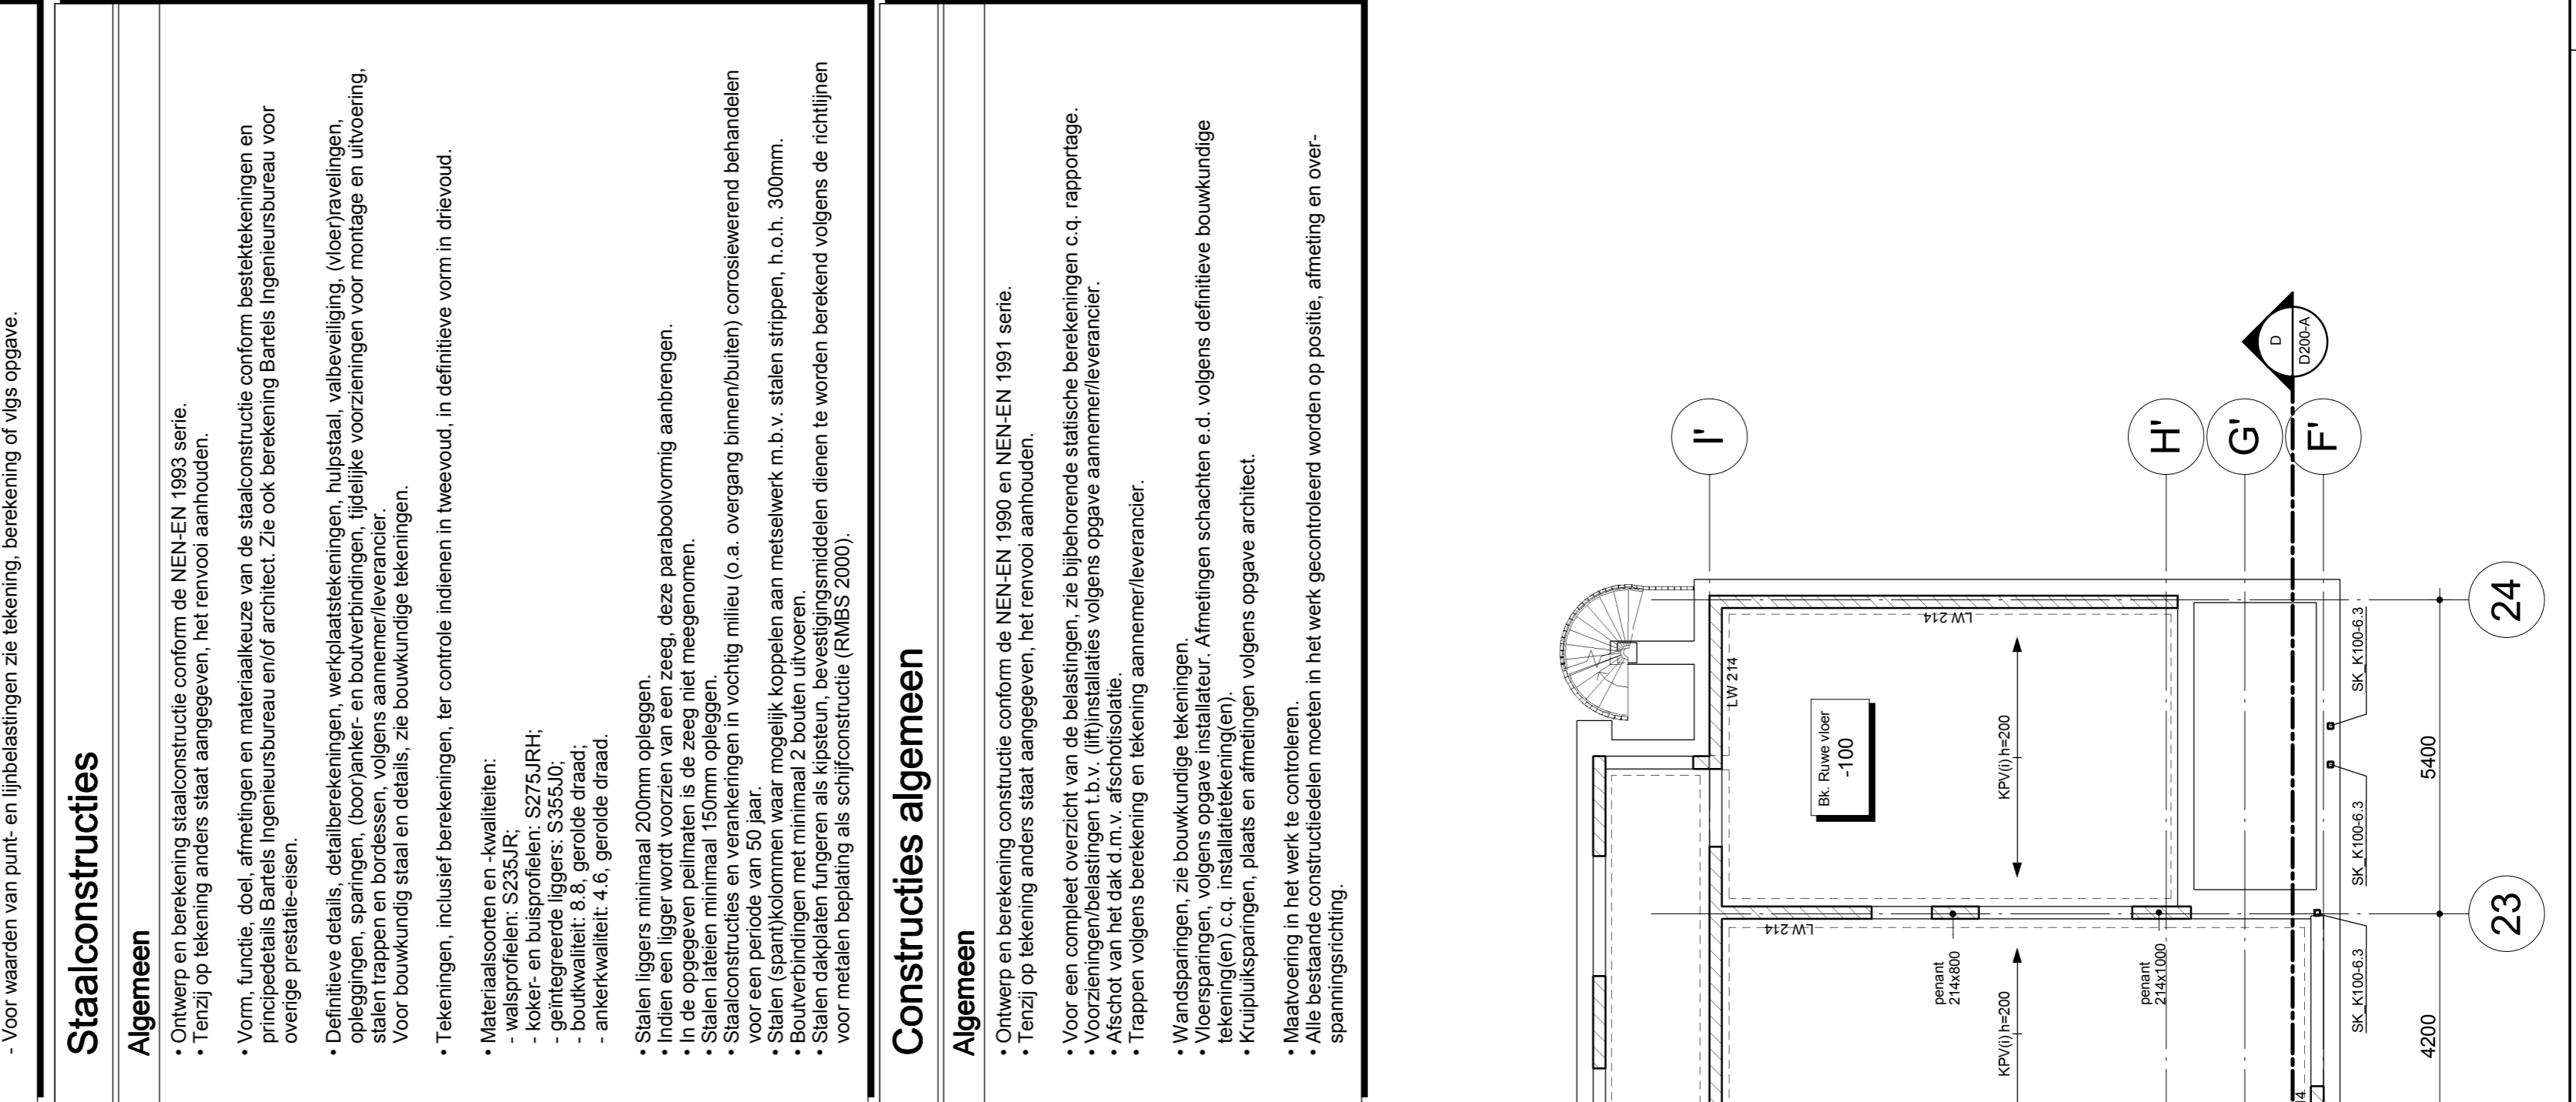 - Voor waarden van punt- en lijnbelastingen zie tekening, berekening of vlgs opgave.
Staalconstructies
Algemeen
• Ontwerp en berekening staalconstructie conform de NEN-EN 1993 serie.
• Tenzij op tekening anders staat aangegeven, het renvooi aanhouden.
• Vorm, functie, doel, afmetingen en materiaalkeuze van de staalconstructie conform bestektekeningen en
principedetails Bartels Ingenieursbureau en/of architect. Zie ook berekening Bartels Ingenieursbureau voor
overige prestatie-eisen.
• Definitieve details, detailberekeningen, werkplaatstekeningen, hulpstaal, valbeveiliging, (vloer)ravelingen,
opleggingen, sparingen, (boor)anker- en boutverbindingen, tijdelijke voorzieningen voor montage en uitvoering,
stalen trappen en bordessen, volgens aannemer/leverancier.
Voor bouwkundig staal en details, zie bouwkundige tekeningen.
• Tekeningen, inclusief berekeningen, ter controle indienen in tweevoud, in definitieve vorm in drievoud.
• Materiaalsoorten en -kwaliteiten:
- walsprofielen: S235JR;
- koker- en buisprofielen: S275JRH;
- geïntegreerde liggers: S355J0;
- boutkwaliteit: 8.8, gerolde draad;
- ankerkwaliteit: 4.6, gerolde draad.
• Stalen liggers minimaal 200mm opleggen.
• Indien een ligger wordt voorzien van een zeeg, deze paraboolvormig aanbrengen.
• In de opgegeven peilmaten is de zeeg niet meegenomen.
• Stalen lateien minimaal 150mm opleggen.
• Staalconstructies en verankeringen in vochtig milieu (o.a. overgang binnen/buiten) corrosiewerend behandelen
voor een periode van 50 jaar.
• Stalen (spant)kolommen waar mogelijk koppelen aan metselwerk m.b.v. stalen strippen, h.o.h. 300mm.
• Boutverbindingen met minimaal 2 bouten uitvoeren.
• Stalen dakplaten fungeren als kipsteun, bevestigingsmiddelen dienen te worden berekend volgens de richtlijnen
voor metalen beplating als schijfconstructie (RMBS 2000).
Constructies algemeen
Algemeen
• Ontwerp en berekening constructie conform de NEN-EN 1990 en NEN-EN 1991 serie.
• Tenzij op tekening anders staat aangegeven, het renvooi aanhouden.
• Voor een compleet overzicht van de belastingen, zie bijbehorende statische berekeningen c.q. rapportage.
• Voorzieningen/belastingen t.b.v. (lift)installaties volgens opgave aannemer/leverancier.
• Afschot van het dak d.m.v. afschotisolatie.
• Trappen volgens berekening en tekening aannemer/leverancier.
• Wandsparingen, zie bouwkundige tekeningen.
• Vloersparingen, volgens opgave installateur. Afmetingen schachten e.d. volgens definitieve bouwkundige
tekening(en) c.q. installatietekening(en).
• Kruipluiksparingen, plaats en afmetingen volgens opgave architect.
• Maatvoering in het werk te controleren.
• Alle bestaande constructiedelen moeten in het werk gecontroleerd worden op positie, afmeting en over-
spanningsrichting.
I'
H'
G'
F'
D
D200-A
24
23
LW 214
LW 214
LW 214
Bk. Ruwe vloer
-100
KPV(i) h=200
KPV(i) h=200
penant
214x800
penant
214x1000
SK_K100-6.3
SK_K100-6.3
SK_K100-6.3
5400
4200